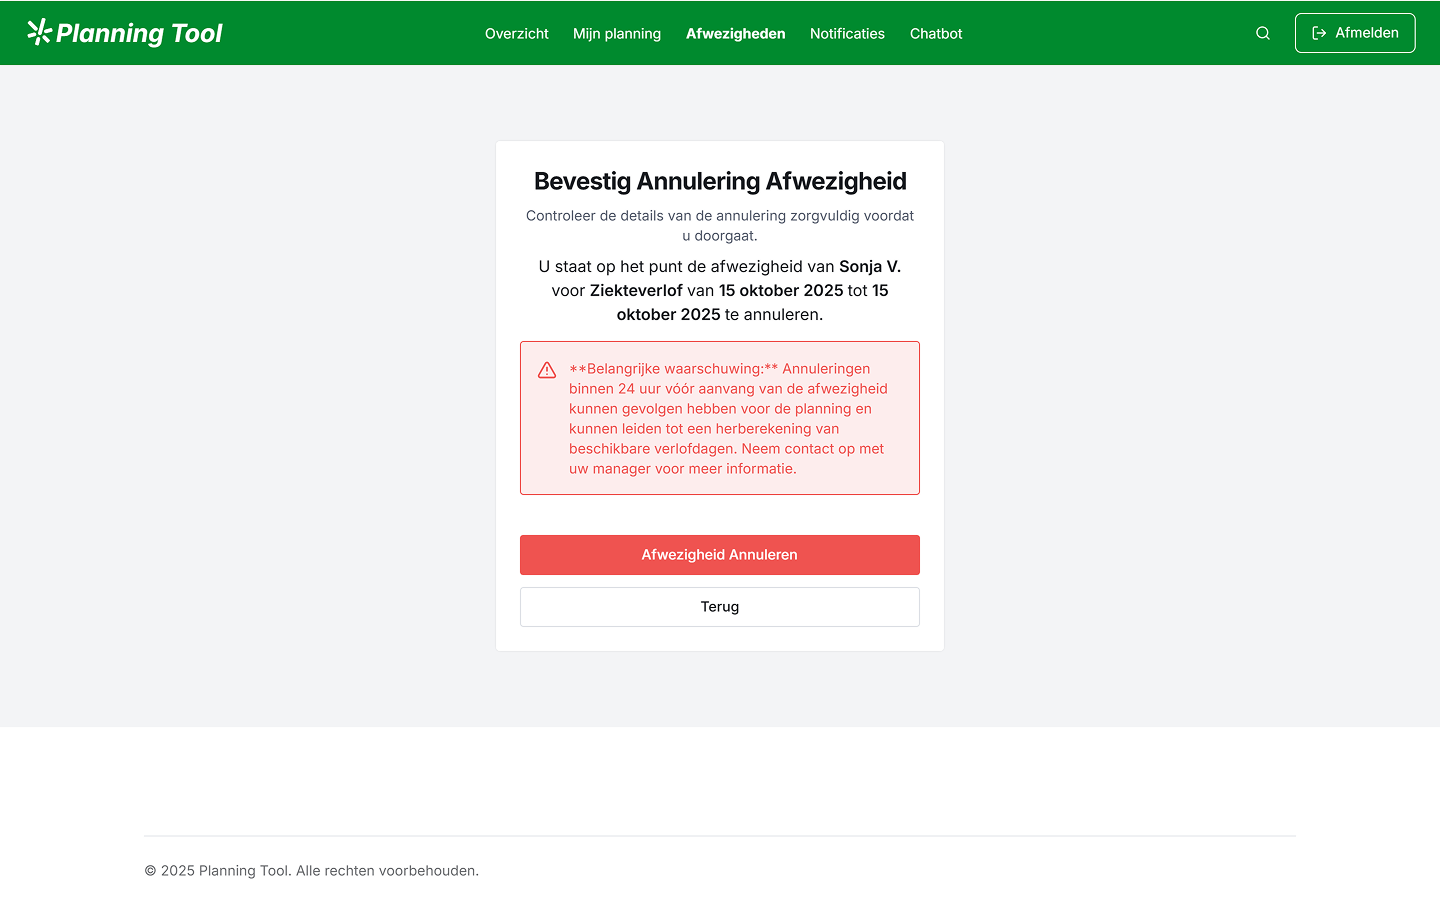 Planning Tool
Overzicht
Mijn planning
Afwezigheden
Notificaties
Chatbot
Afmelden
Bevestig Annulering Afwezigheid
Controleer de details van de annulering zorgvuldig voordat
u doorgaat.
U staat op het punt de afwezigheid van Sonja V.
voor Ziekteverlof van 15 oktober 2025 tot 15
oktober 2025 te annuleren.
**Belangrijke waarschuwing:** Annuleringen
binnen 24 uur vóór aanvang van de afwezigheid
kunnen gevolgen hebben voor de planning en
kunnen leiden tot een herberekening van
beschikbare verlofdagen. Neem contact op met
uw manager voor meer informatie.
Afwezigheid Annuleren
Terug
© 2025 Planning Tool. Alle rechten voorbehouden.